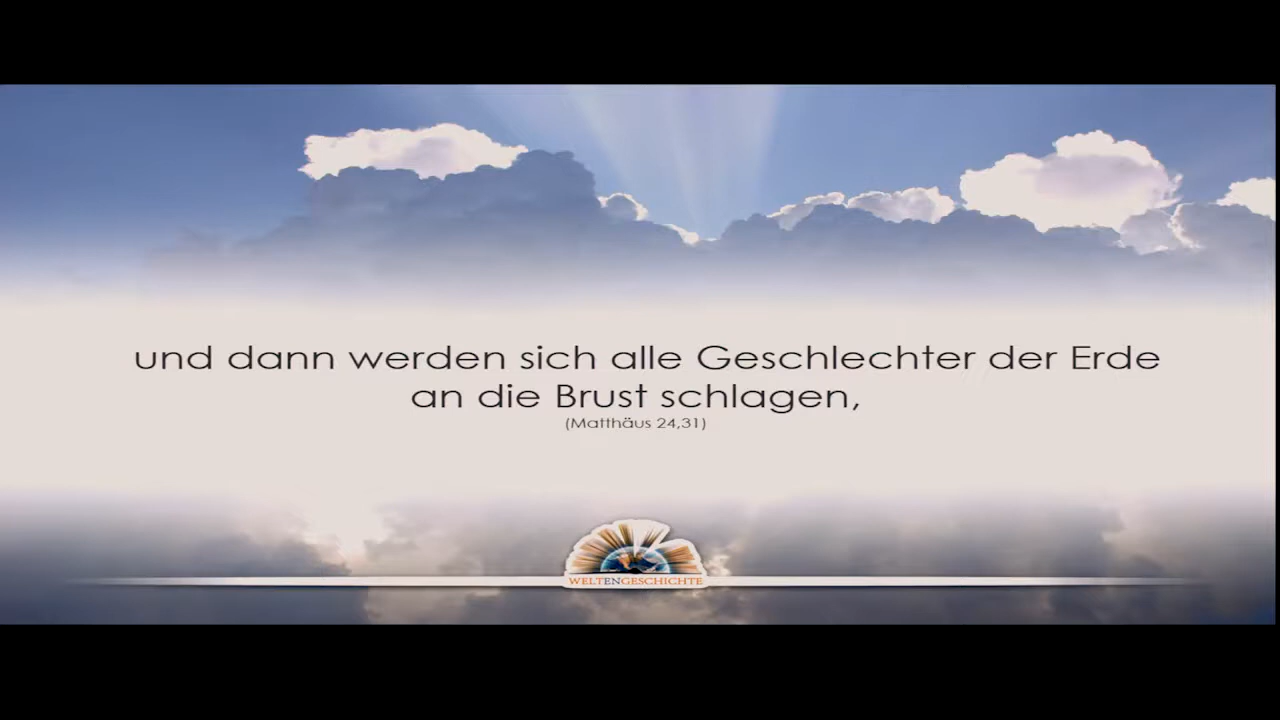 und dann werden sich alle Geschlechter der Erde
an die Brust schlagen,
(Matthäus 24,31)
WELTENGESCHICHTE